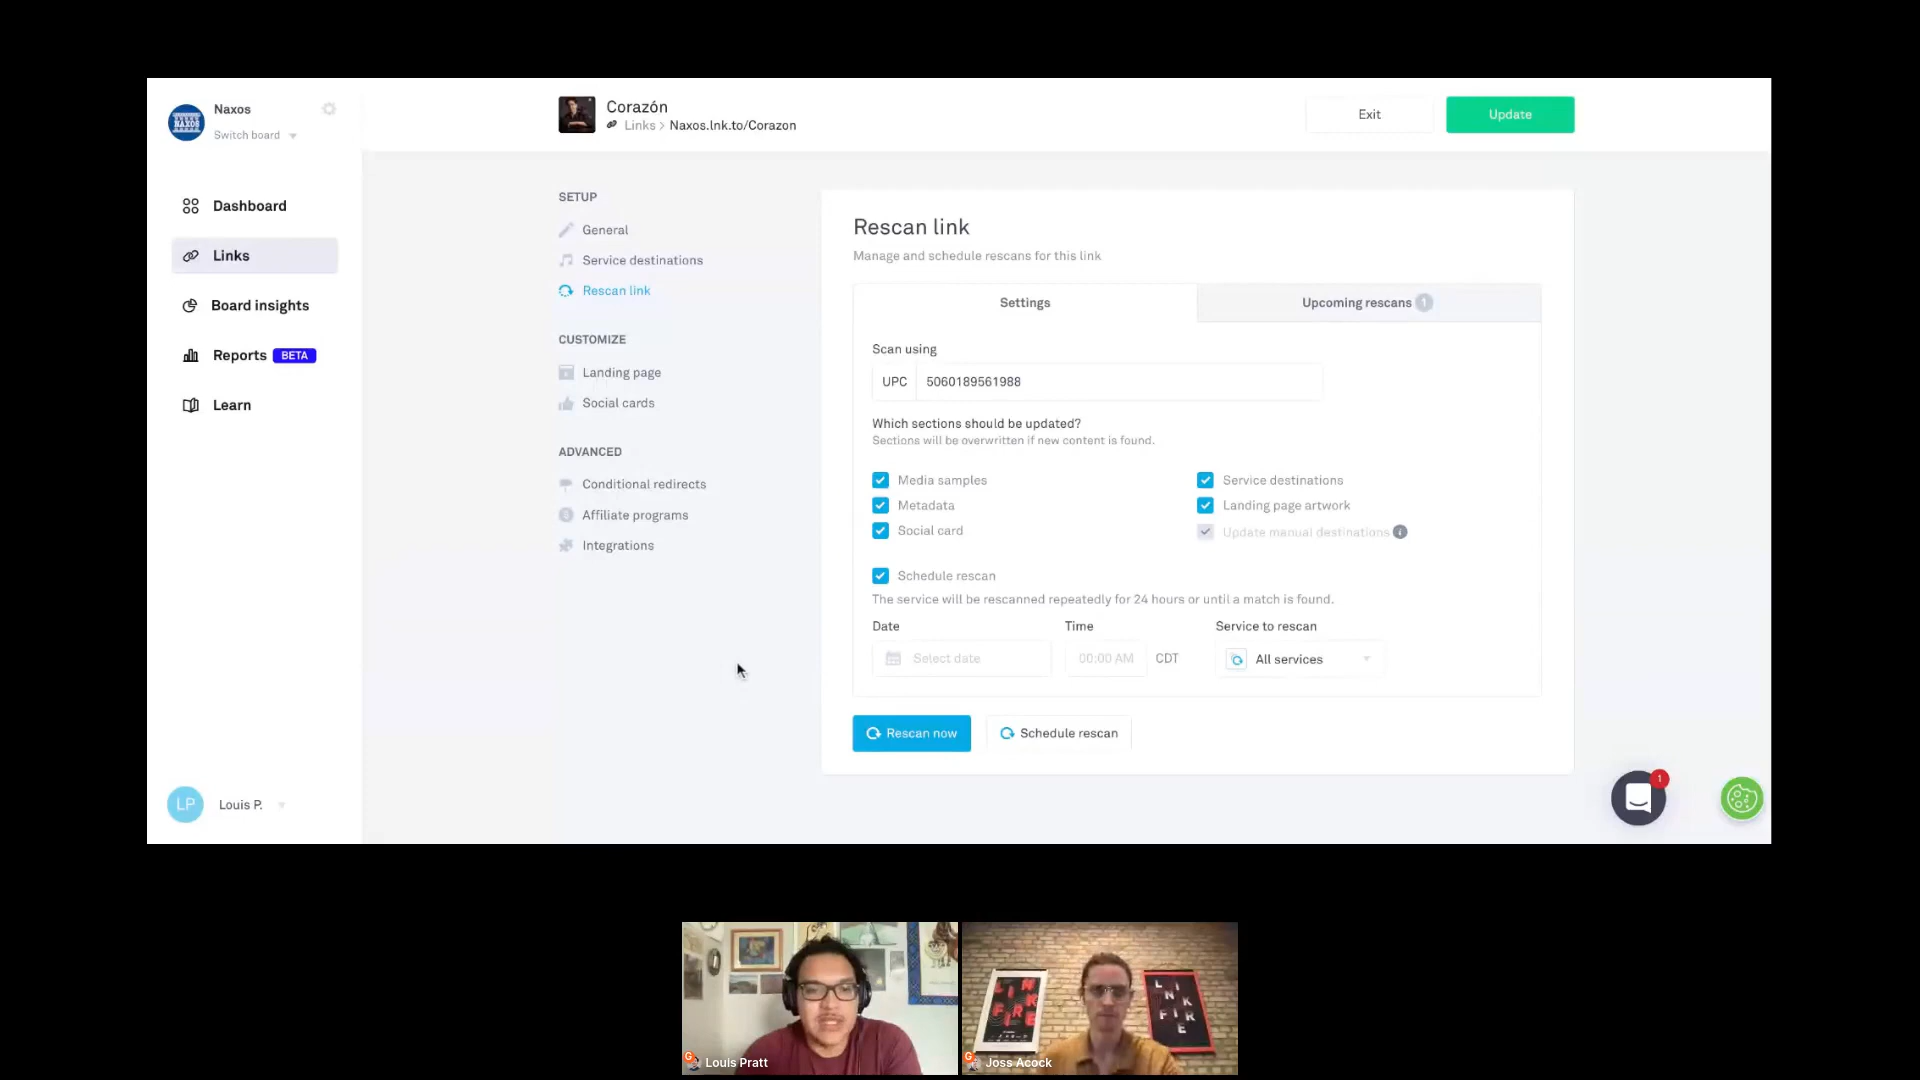 Naxos
Switch board
Dashboard
Links
Board insights
Reports BETA
Learn
LP Louis P.
Corazón
Links > Naxos.lnk.to/Corazon
Exit
Update
SETUP
General
Service destinations
Rescan link
CUSTOMIZE
Landing page
Social cards
ADVANCED
Conditional redirects
Affiliate programs
Integrations
Rescan link
Manage and schedule rescans for this link
Settings
Upcoming rescans 1
Scan using
UPC 5060189561988
Which sections should be updated?
Sections will be overwritten if new content is found.
Media samples
Service destinations
Metadata
Landing page artwork
Social card
Update manual destinations
Schedule rescan
The service will be rescanned repeatedly for 24 hours or until a match is found.
Date
Time
Service to rescan
Select date
00:00 AM CDT
All services
Rescan now
Schedule rescan
1
NAXOS
Louis Pratt
Joss Acock
LINKFIRE
LINKFIRE